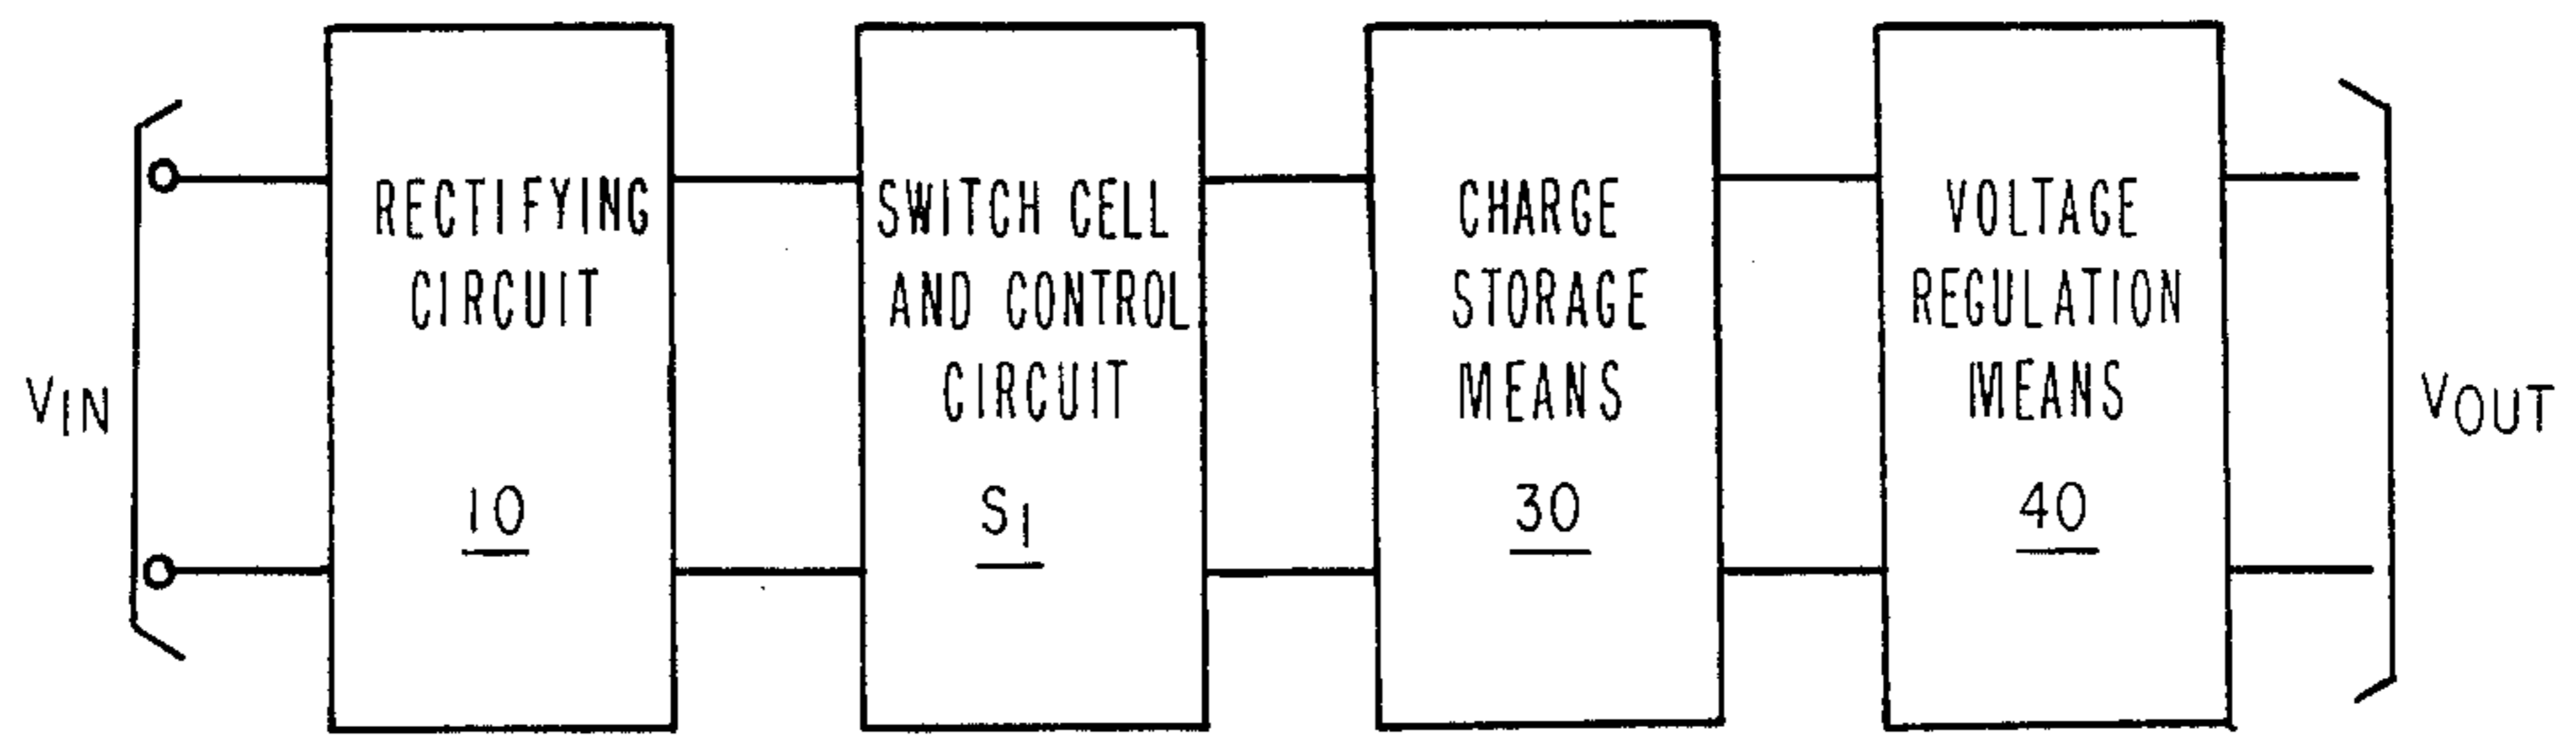 VIN
RECTIFYING
CIRCUIT
10
SWITCH CELL
AND CONTROL
CIRCUIT
S1
CHARGE
STORAGE
MEANS
30
VOLTAGE
REGULATION
MEANS
40
VOUT